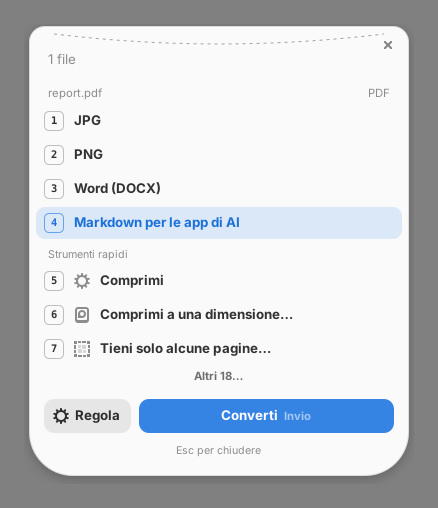 1 file
report.pdf PDF
1 JPG
2 PNG
3 Word (DOCX)
4 Markdown per le app di AI
Strumenti rapidi
5 Comprimi
6 Comprimi a una dimensione...
7 Tieni solo alcune pagine...
Altri 18...
Regola Converti Invio
Esc per chiudere